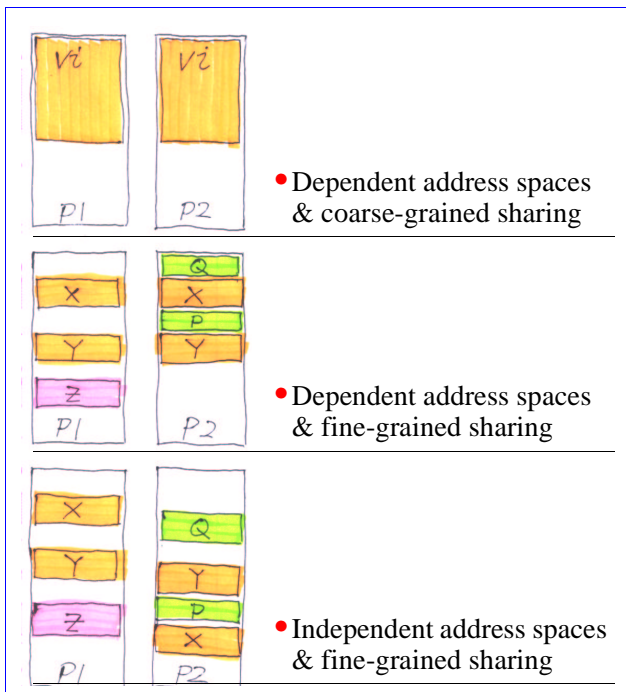 vi vi
P1 P2
• Dependent address spaces
& coarse-grained sharing
Q
X X
P
Y Y
Z
P1 P2
• Dependent address spaces
& fine-grained sharing
X
Q
Y
Y
Z P
X
P1 P2
• Independent address spaces
& fine-grained sharing